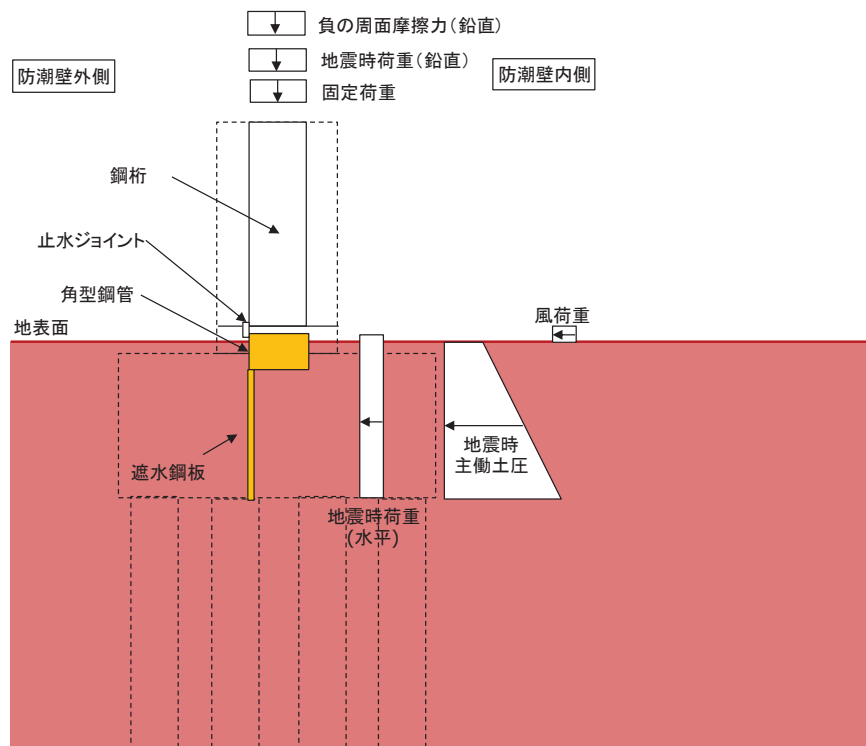 負の周面摩擦力(鉛直)
地震時荷重(鉛直)
固定荷重
防潮壁外側
防潮壁内側
鋼桁
止水ジョイント
角型鋼管
地表面
風荷重
遮水鋼板
地震時荷重
(水平)
地震時
主働土圧